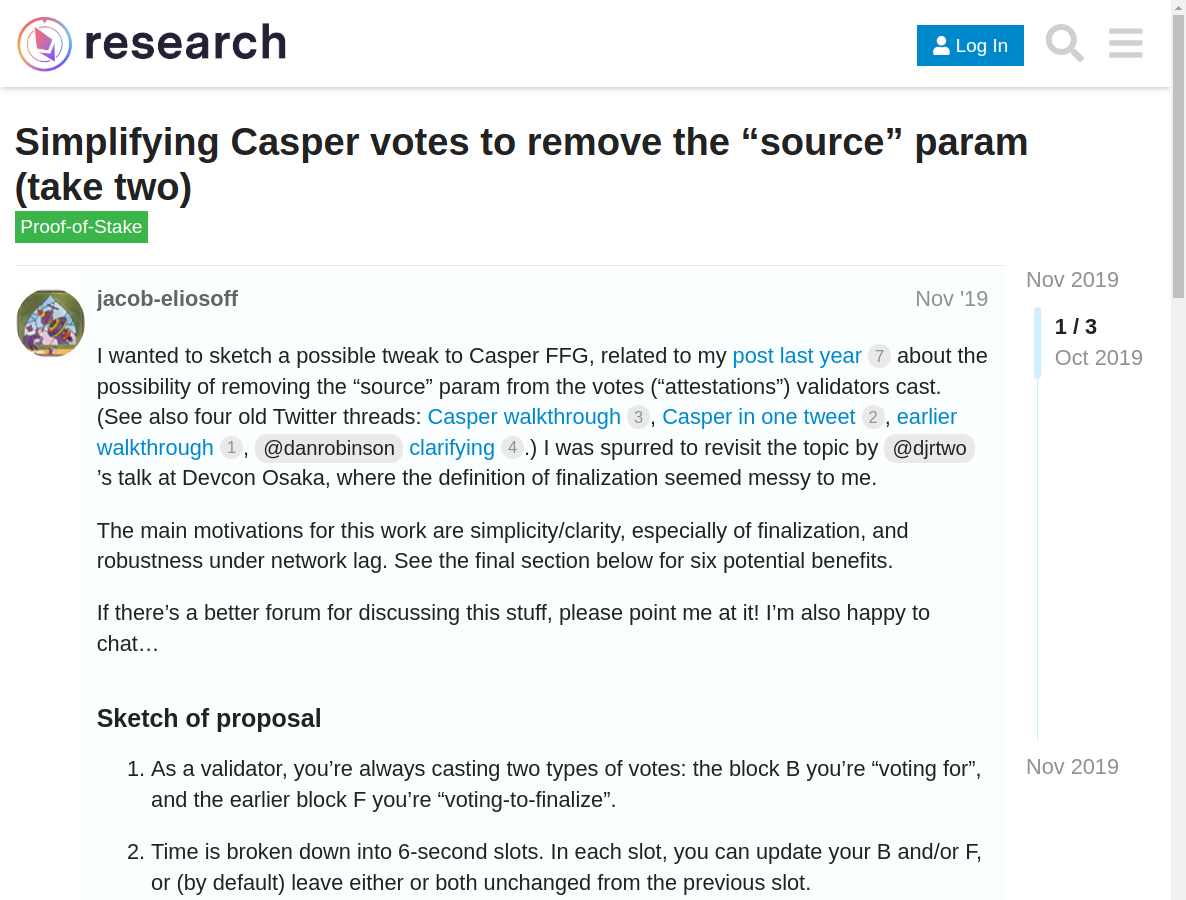 research
Log In
Simplifying Casper votes to remove the “source” param
(take two)
Proof-of-Stake
jacob-eliosoff
Nov '19
Nov 2019
1 / 3
Oct 2019
I wanted to sketch a possible tweak to Casper FFG, related to my post last year 7 about the
possibility of removing the “source” param from the votes (“attestations”) validators cast.
(See also four old Twitter threads: Casper walkthrough 3, Casper in one tweet 2, earlier
walkthrough 1, @danrobinson clarifying 4.) I was spurred to revisit the topic by @djrtwo
’s talk at Devcon Osaka, where the definition of finalization seemed messy to me.
The main motivations for this work are simplicity/clarity, especially of finalization, and
robustness under network lag. See the final section below for six potential benefits.
If there’s a better forum for discussing this stuff, please point me at it! I’m also happy to
chat…
Sketch of proposal
1. As a validator, you’re always casting two types of votes: the block B you’re “voting for”,
and the earlier block F you’re “voting-to-finalize”.
2. Time is broken down into 6-second slots. In each slot, you can update your B and/or F,
or (by default) leave either or both unchanged from the previous slot.
Nov 2019